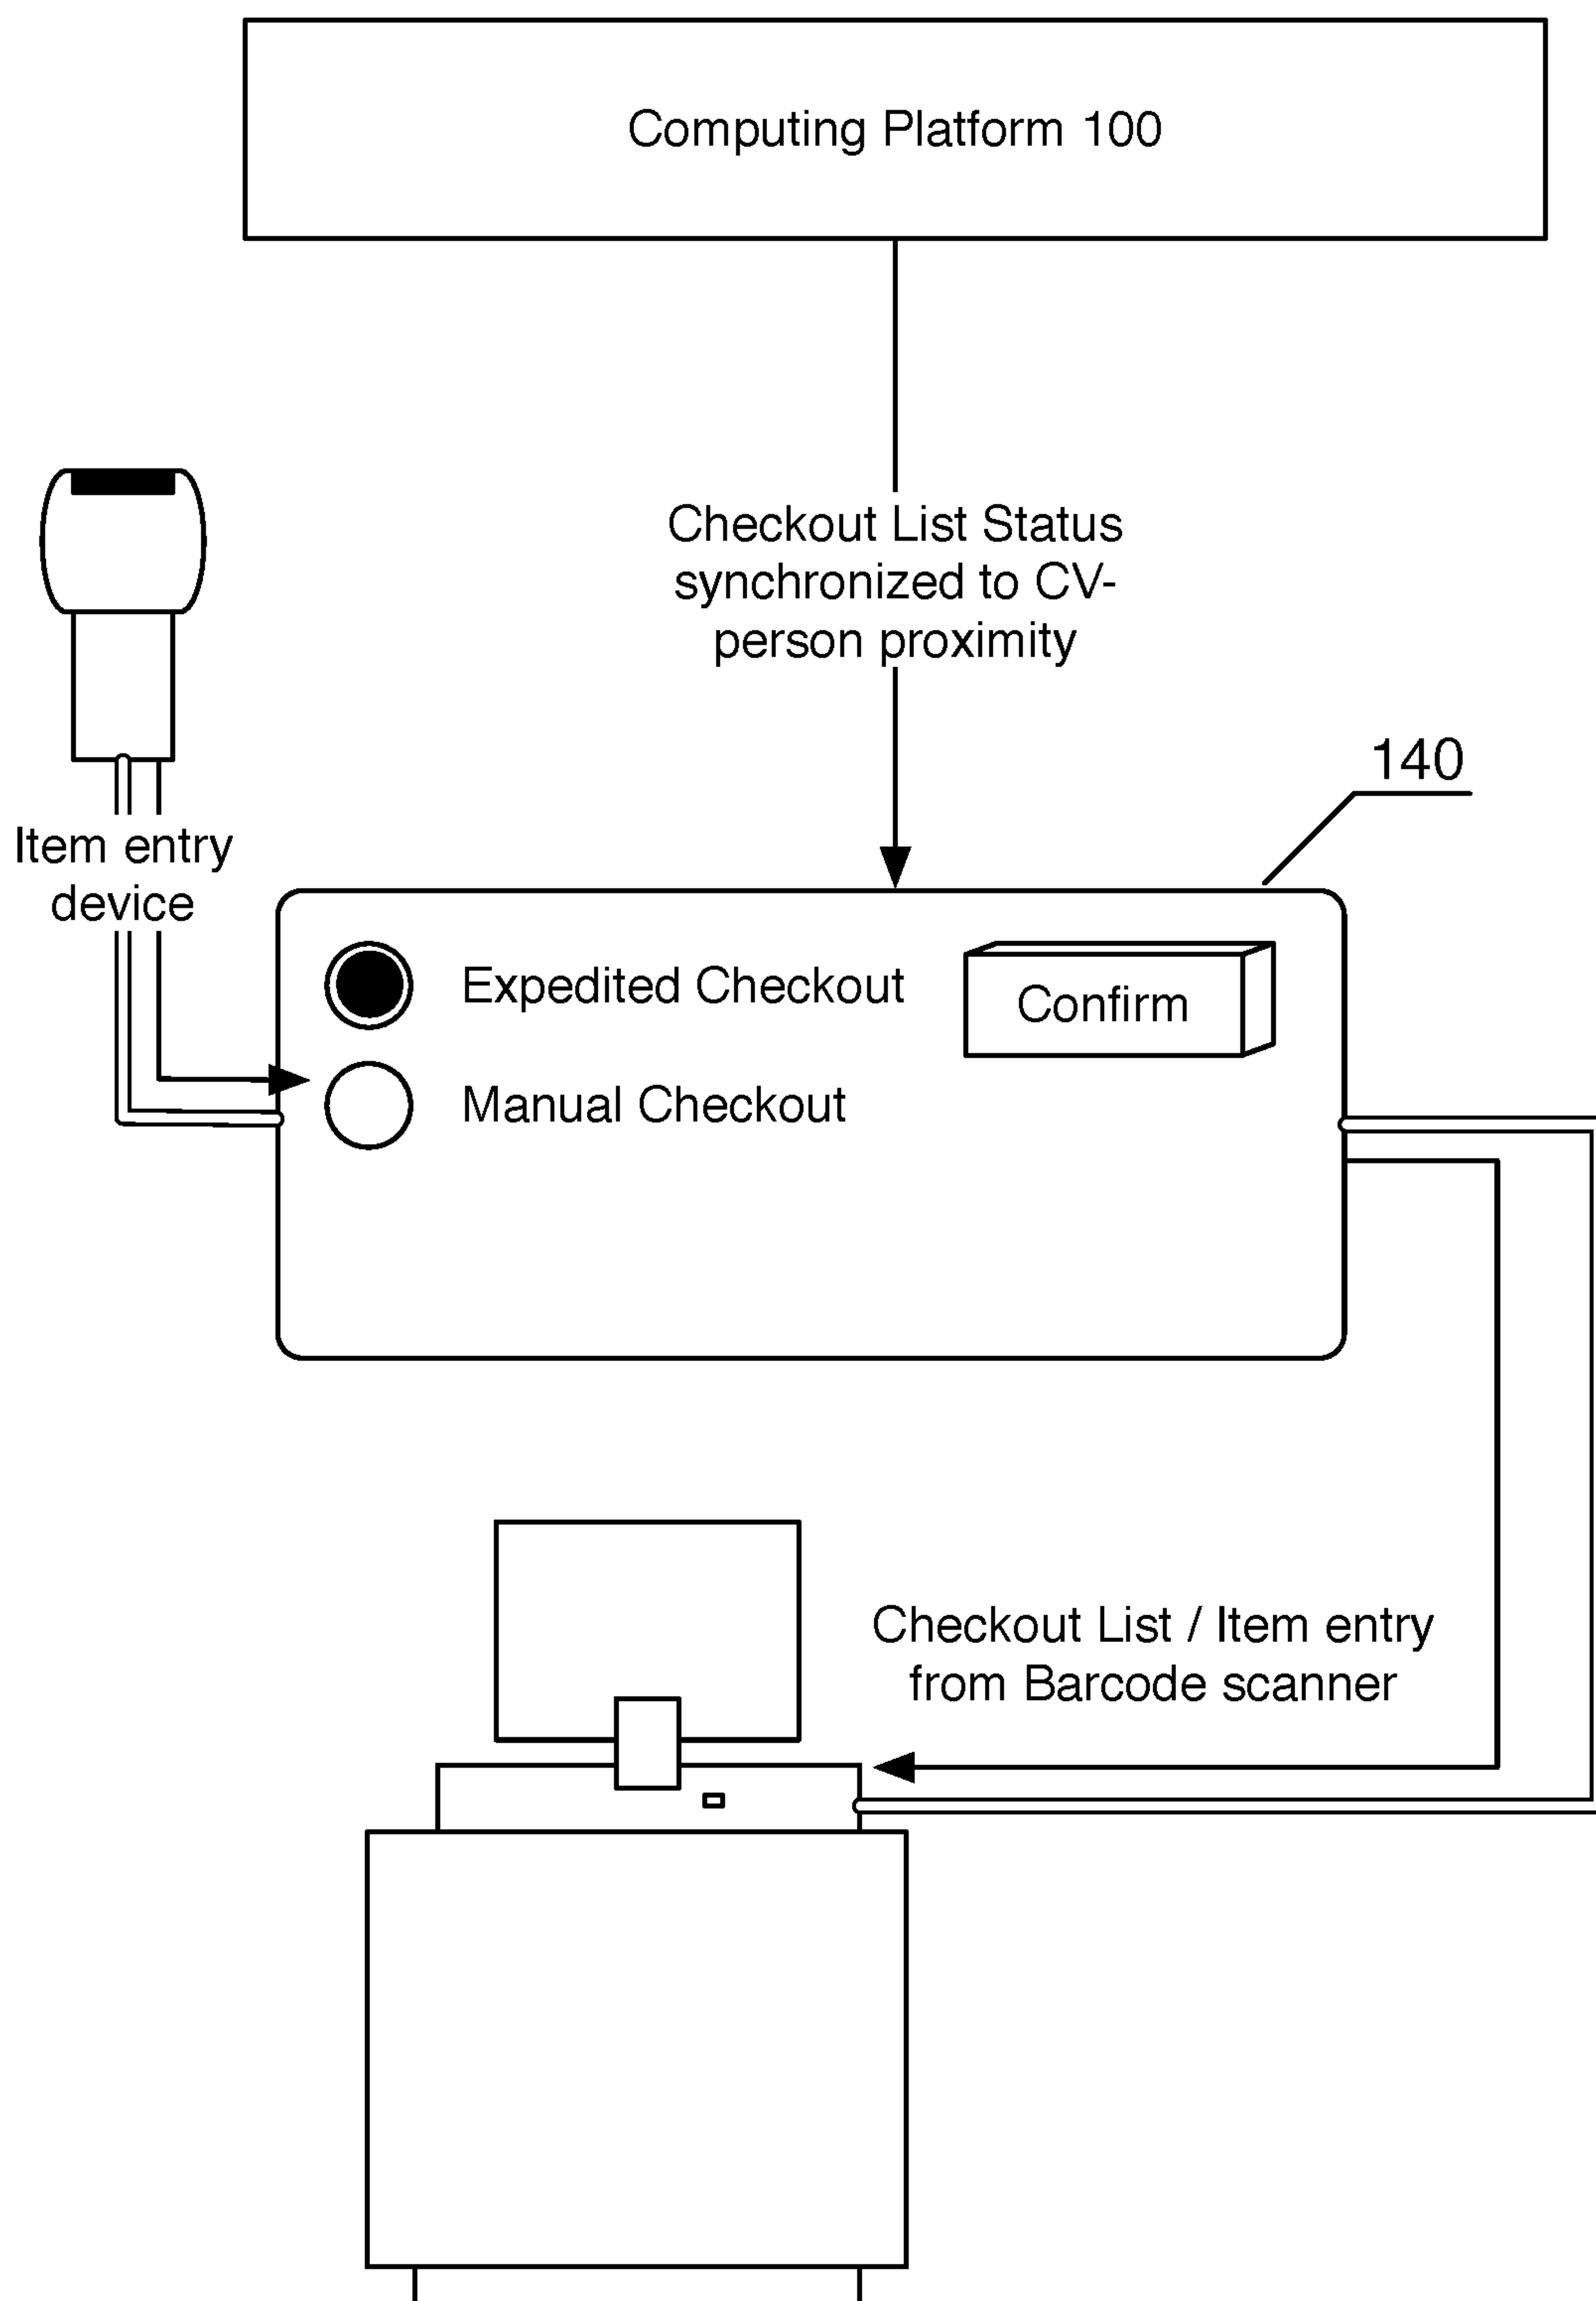 Computing Platform 100
Checkout List Status
synchronized to CV-
person proximity
140
Item entry
device
Expedited Checkout
Confirm
Manual Checkout
Checkout List / Item entry
from Barcode scanner